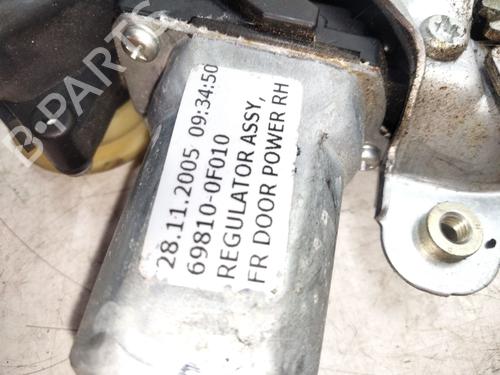 B-PARTS
28.11.2005 09:34:50
69810-0F010
REGULATOR ASSY,
FR DOOR POWER RH